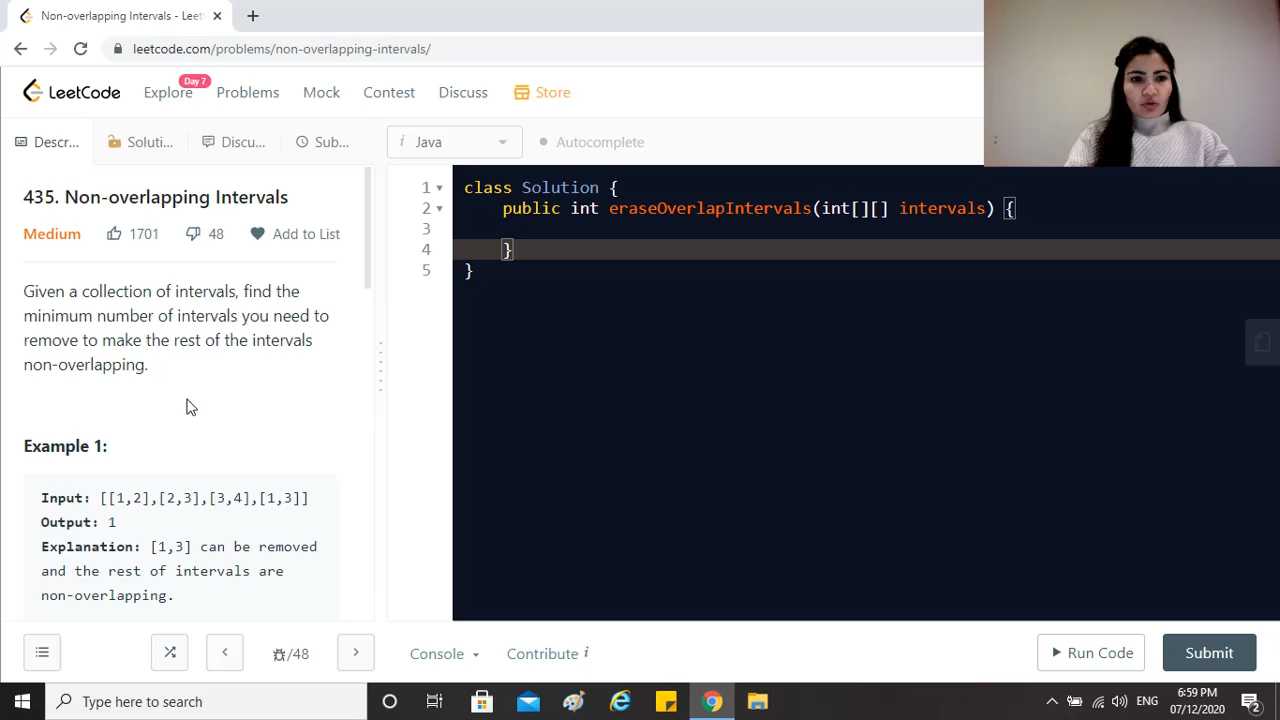 Non-overlapping Intervals - Leet
leetcode.com/problems/non-overlapping-intervals/
LeetCode
Explore
Day 7
Problems
Mock
Contest
Discuss
Store
Descr...
Soluti...
Discu...
Sub...
i Java
Autocomplete
435. Non-overlapping Intervals
Medium
1701
48
Add to List
Given a collection of intervals, find the
minimum number of intervals you need to
remove to make the rest of the intervals
non-overlapping.
Example 1:
Input: [[1,2],[2,3],[3,4],[1,3]]
Output: 1
Explanation: [1,3] can be removed
and the rest of intervals are
non-overlapping.
1 class Solution {
2 public int eraseOverlapIntervals(int[][] intervals) {
3
4 }
5 }
/48
Console
Contribute i
Run Code
Submit
Type here to search
ENG
6:59 PM
07/12/2020
2